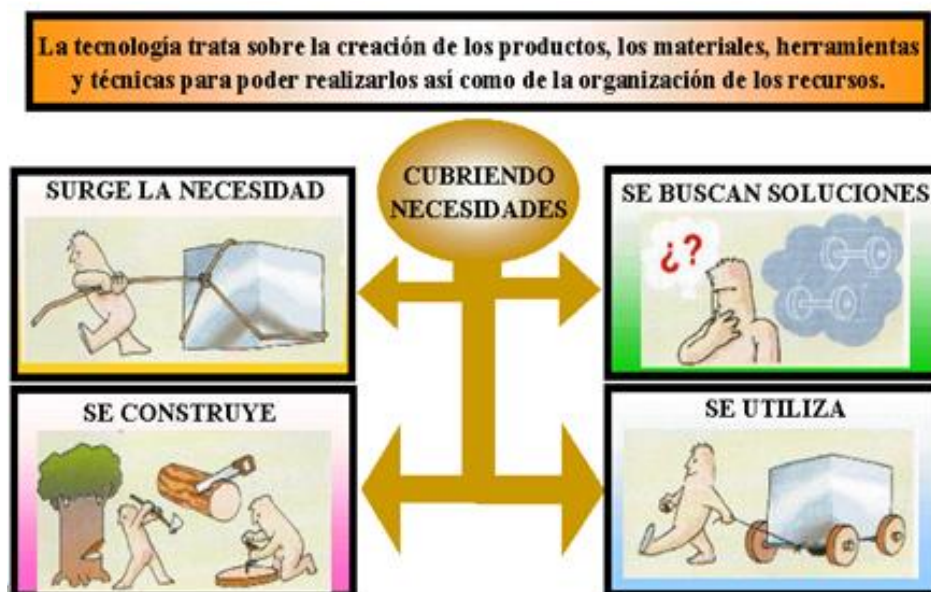 La tecnología trata sobre la creación de los productos, los materiales, herramientas
y técnicas para poder realizarlos así como de la organización de los recursos.
CUBRIENDO
NECESIDADES
SURGE LA NECESIDAD
SE BUSCAN SOLUCIONES
¿?
SE CONSTRUYE
SE UTILIZA